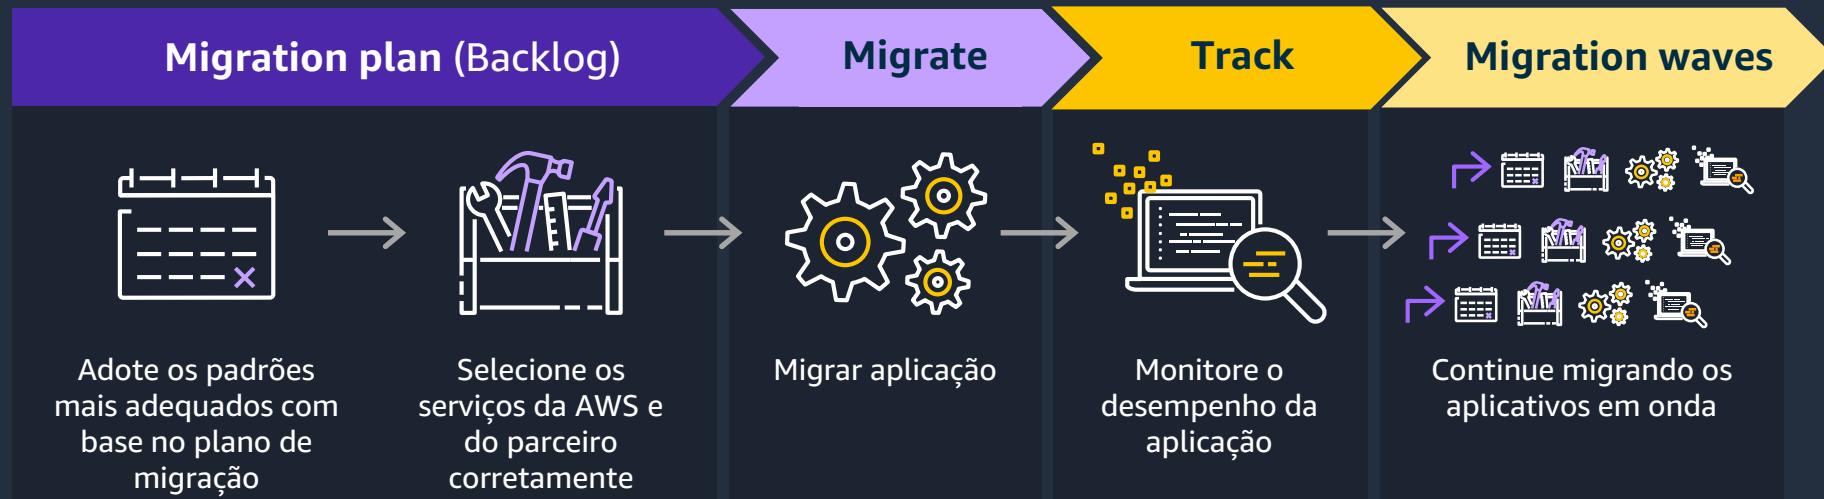 Migration plan (Backlog)
Migrate
Track
Migration waves
Adote os padrões
mais adequados com
base no plano de
migração
Selecione os
serviços da AWS e
do parceiro
corretamente
Migrar aplicação
Monitore o
desempenho da
aplicação
Continue migrando os
aplicativos em onda